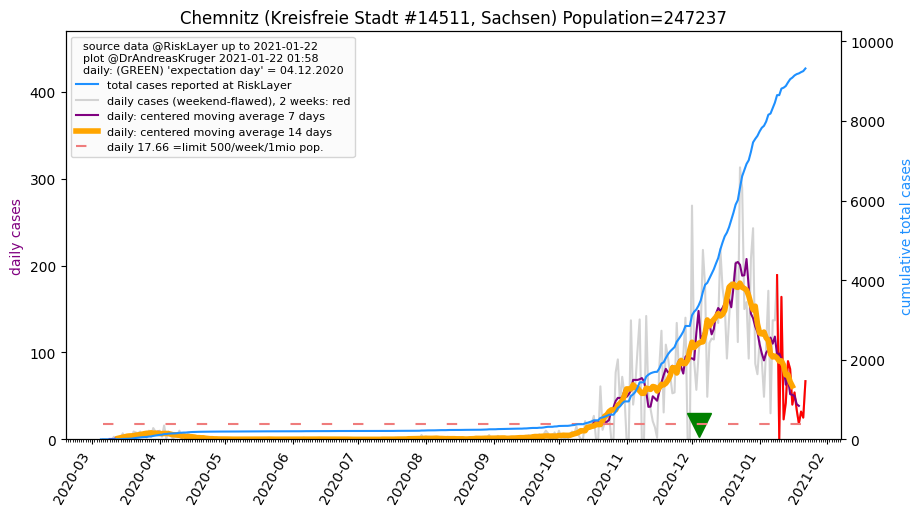 Chemnitz (Kreisfreie Stadt #14511, Sachsen) Population=247237
source data @RiskLayer up to 2021-01-22
plot @DrAndreasKruger 2021-01-22 01:58
daily: (GREEN) 'expectation day' = 04.12.2020
total cases reported at RiskLayer
daily cases (weekend-flawed), 2 weeks: red
daily: centered moving average 7 days
daily: centered moving average 14 days
daily 17.66 =limit 500/week/1mio pop.
daily cases
400
300
200
100
0
cumulative total cases
10000
8000
6000
4000
2000
0
2020-03
2020-04
2020-05
2020-06
2020-07
2020-08
2020-09
2020-10
2020-11
2020-12
2021-01
2021-02